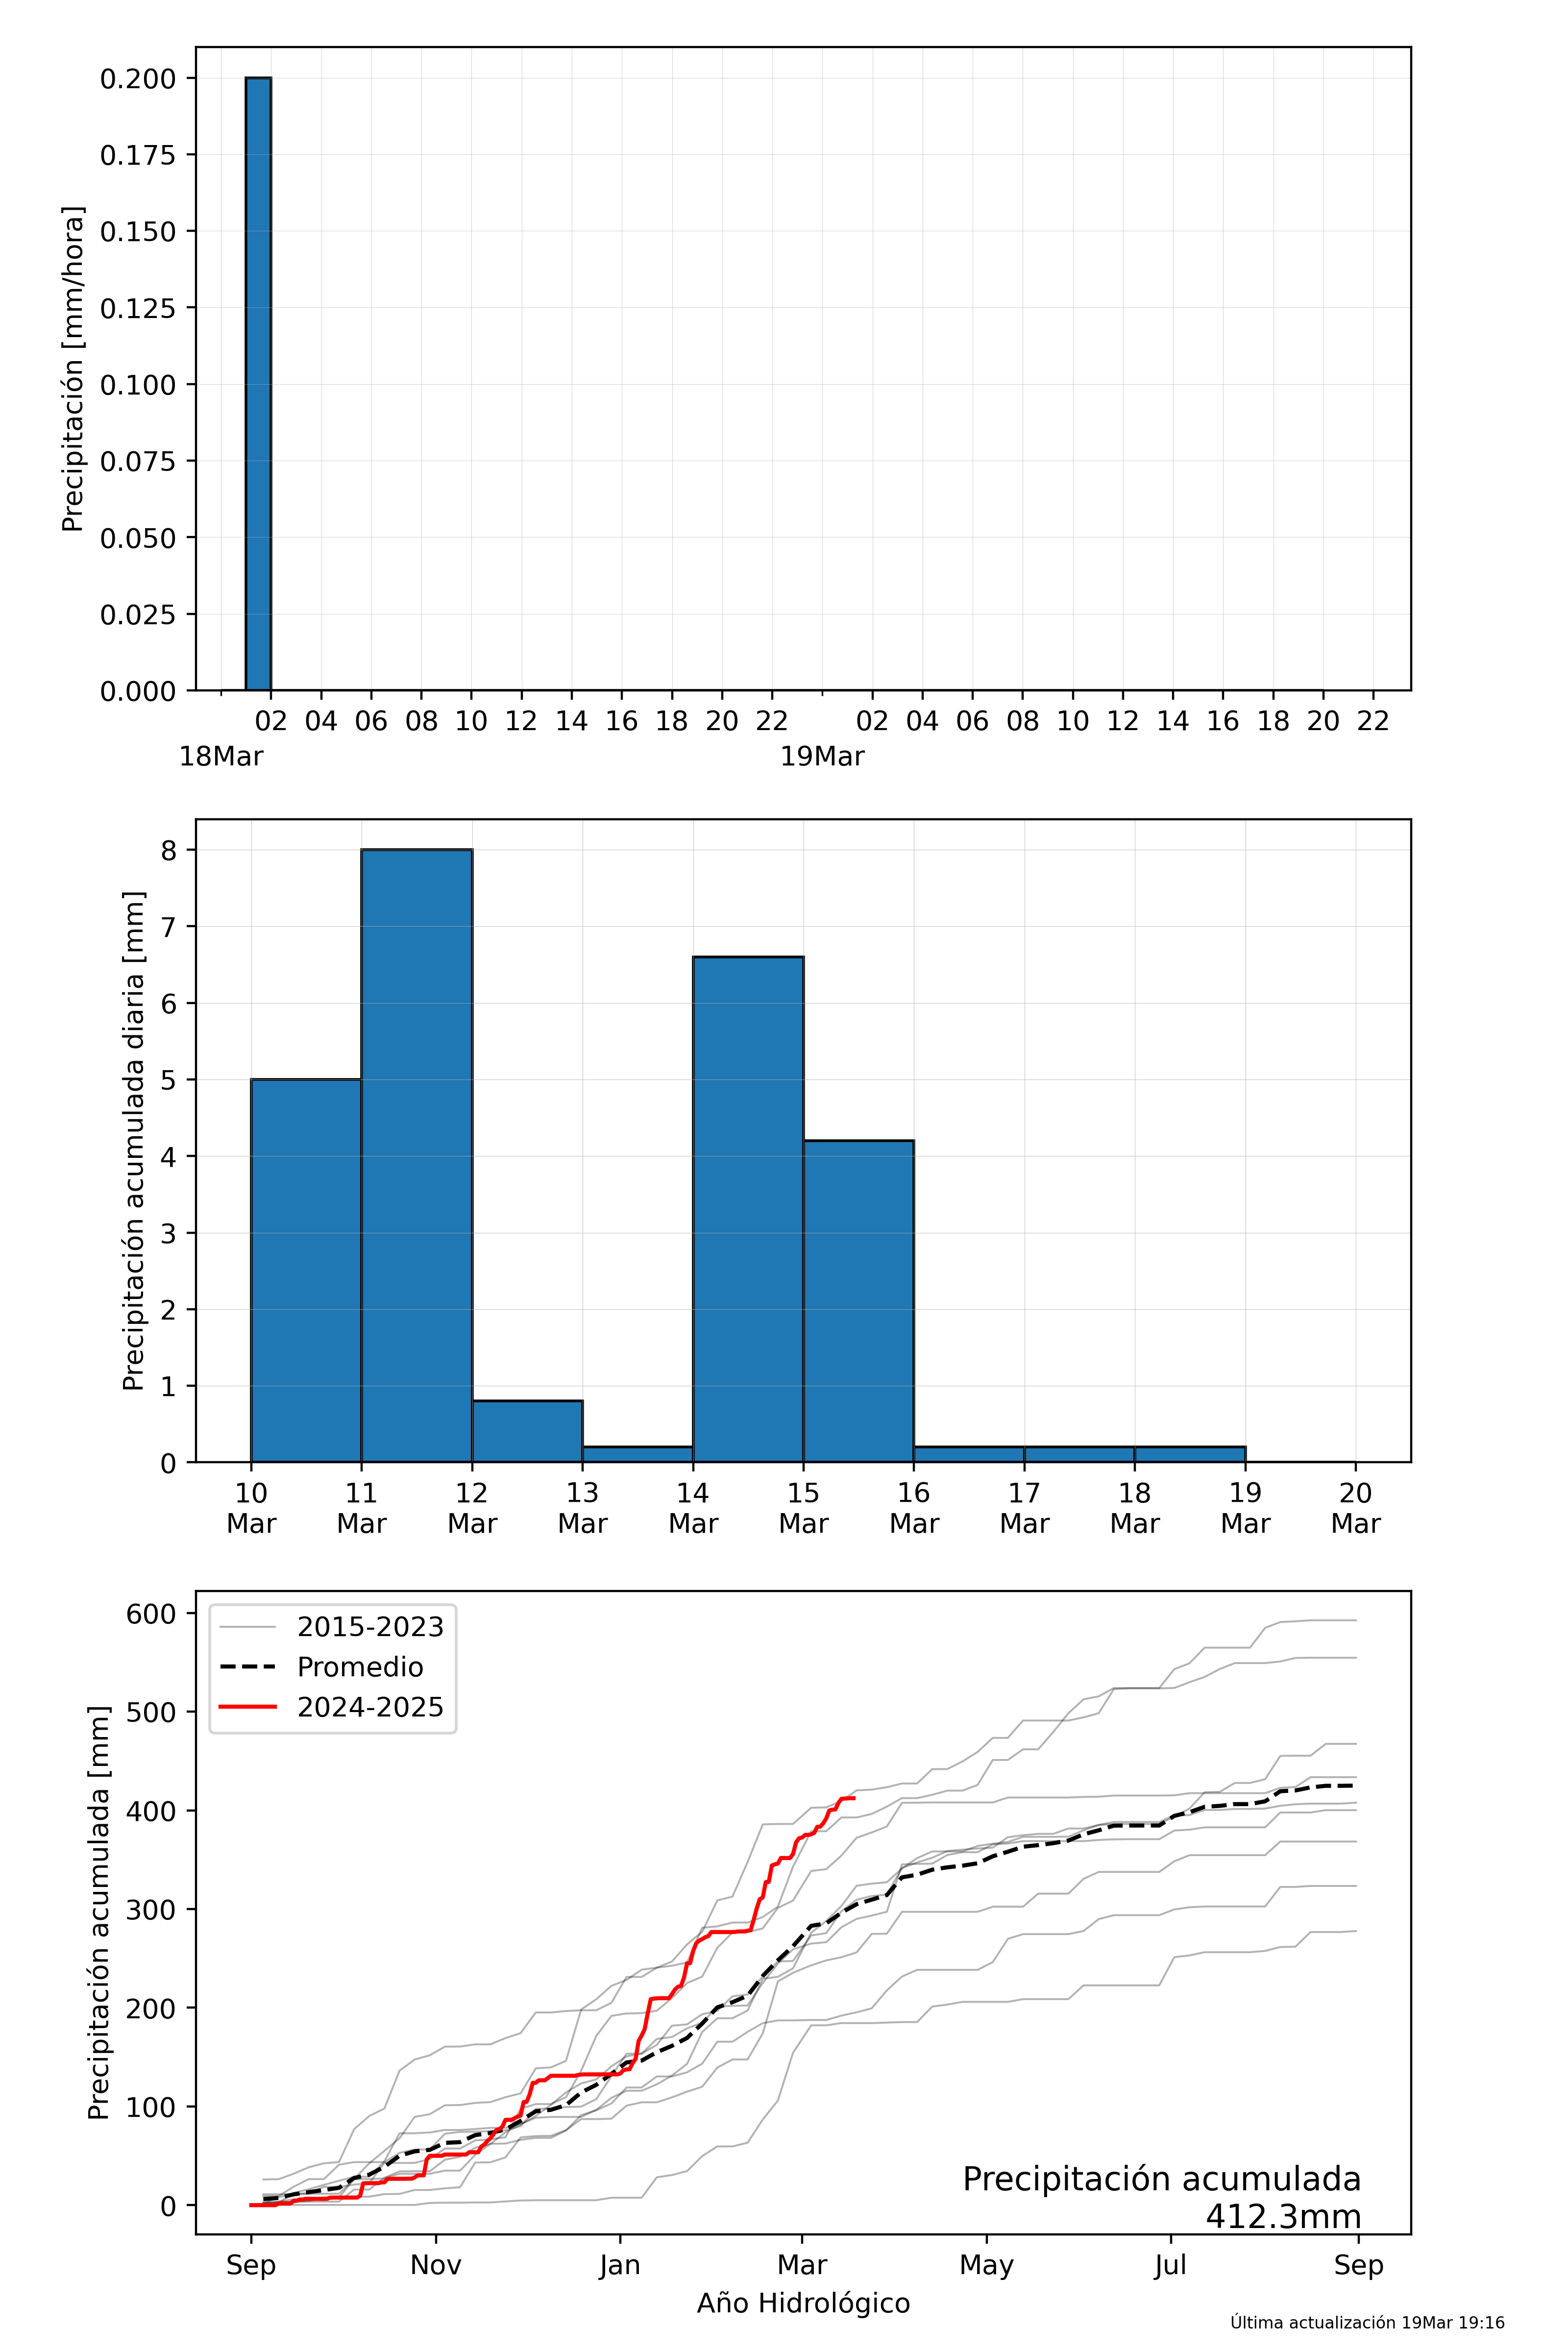 0.200
0.175
0.150
0.125
0.100
0.075
0.050
0.025
0.000
Precipitación [mm/hora]
02 04 06 08 10 12 14 16 18 20 22 02 04 06 08 10 12 14 16 18 20 22
18Mar 19Mar
8
7
6
5
4
3
2
1
0
Precipitación acumulada diaria [mm]
10 11 12 13 14 15 16 17 18 19 20
Mar Mar Mar Mar Mar Mar Mar Mar Mar Mar Mar
600
500
400
300
200
100
0
Precipitación acumulada [mm]
2015-2023
Promedio
2024-2025
Precipitación acumulada
412.3mm
Sep Nov Jan Mar May Jul Sep
Año Hidrológico
Última actualización 19Mar 19:16